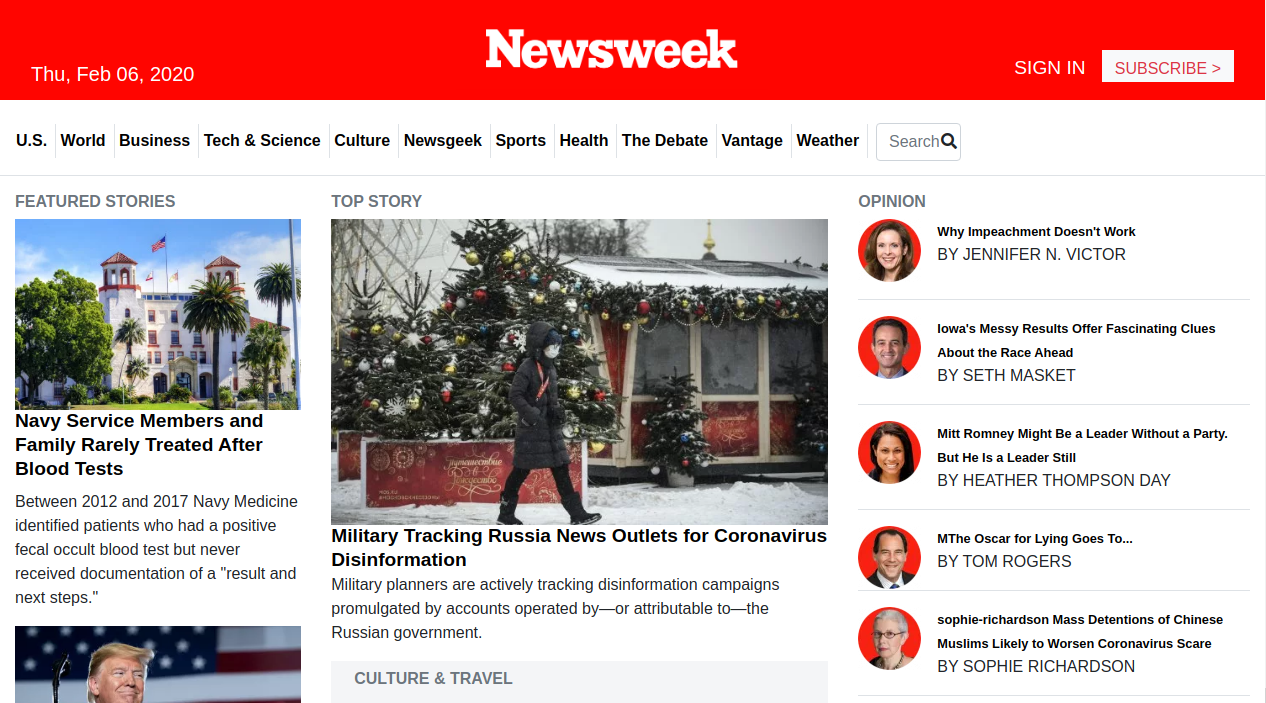 Thu, Feb 06, 2020
Newsweek
SIGN IN
SUBSCRIBE >
U.S.
World
Business
Tech & Science
Culture
Newsgeek
Sports
Health
The Debate
Vantage
Weather
Search
FEATURED STORIES
Navy Service Members and
Family Rarely Treated After
Blood Tests
Between 2012 and 2017 Navy Medicine
identified patients who had a positive
fecal occult blood test but never
received documentation of a "result and
next steps."
TOP STORY
путешествие
в
Рождество
Military Tracking Russia News Outlets for Coronavirus
Disinformation
Military planners are actively tracking disinformation campaigns
promulgated by accounts operated by—or attributable to—the
Russian government.
CULTURE & TRAVEL
OPINION
Why Impeachment Doesn't Work
BY JENNIFER N. VICTOR
Iowa's Messy Results Offer Fascinating Clues
About the Race Ahead
BY SETH MASKET
Mitt Romney Might Be a Leader Without a Party.
But He Is a Leader Still
BY HEATHER THOMPSON DAY
MThe Oscar for Lying Goes To...
BY TOM ROGERS
sophie-richardson Mass Detentions of Chinese
Muslims Likely to Worsen Coronavirus Scare
BY SOPHIE RICHARDSON